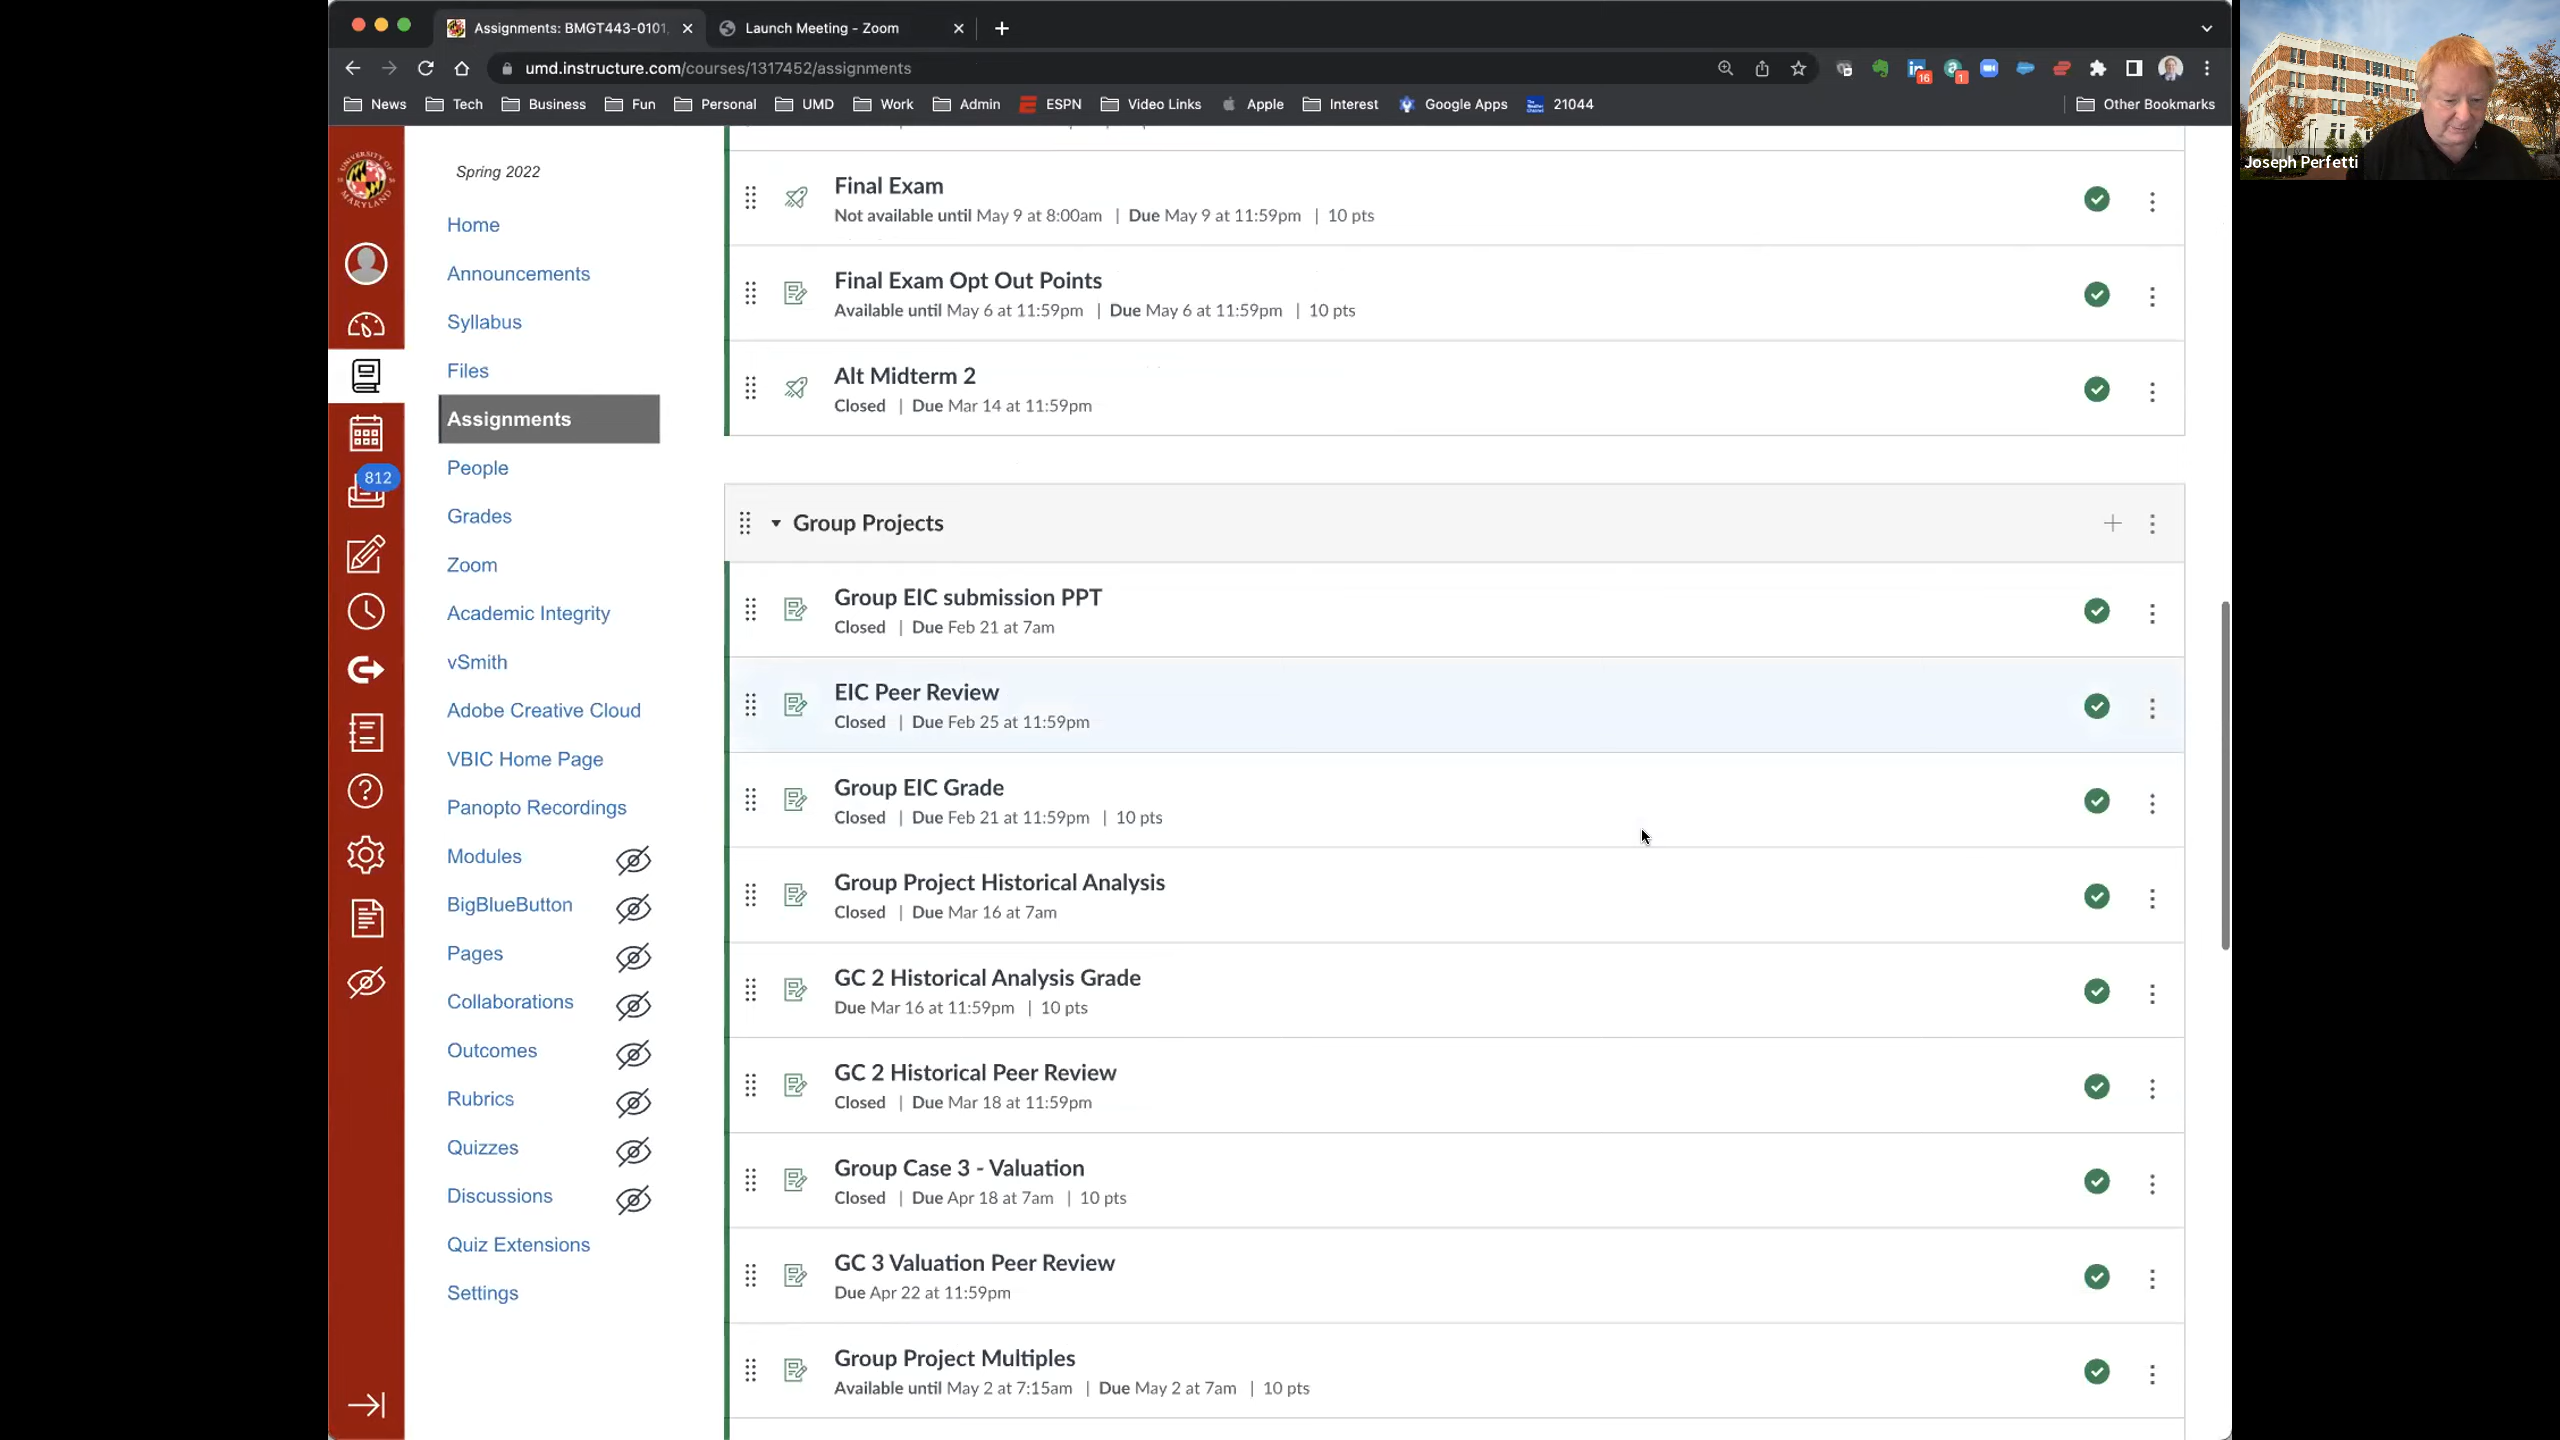 Assignments: BMGT443-0101,
Launch Meeting - Zoom
umd.instructure.com/courses/1317452/assignments
16
1
News
Tech
Business
Fun
Personal
UMD
Work
Admin
ESPN
Video Links
Apple
Interest
Google Apps
21044
Other Bookmarks
Joseph Perfetti
UNIVERSITY OF
MARYLAND
812
Spring 2022
Home
Announcements
Syllabus
Files
Assignments
People
Grades
Zoom
Academic Integrity
vSmith
Adobe Creative Cloud
VBIC Home Page
Panopto Recordings
Modules
BigBlueButton
Pages
Collaborations
Outcomes
Rubrics
Quizzes
Discussions
Quiz Extensions
Settings
Final Exam
Not available until May 9 at 8:00am | Due May 9 at 11:59pm | 10 pts
Final Exam Opt Out Points
Available until May 6 at 11:59pm | Due May 6 at 11:59pm | 10 pts
Alt Midterm 2
Closed | Due Mar 14 at 11:59pm
Group Projects
Group EIC submission PPT
Closed | Due Feb 21 at 7am
EIC Peer Review
Closed | Due Feb 25 at 11:59pm
Group EIC Grade
Closed | Due Feb 21 at 11:59pm | 10 pts
Group Project Historical Analysis
Closed | Due Mar 16 at 7am
GC 2 Historical Analysis Grade
Due Mar 16 at 11:59pm | 10 pts
GC 2 Historical Peer Review
Closed | Due Mar 18 at 11:59pm
Group Case 3 - Valuation
Closed | Due Apr 18 at 7am | 10 pts
GC 3 Valuation Peer Review
Due Apr 22 at 11:59pm
Group Project Multiples
Available until May 2 at 7:15am | Due May 2 at 7am | 10 pts